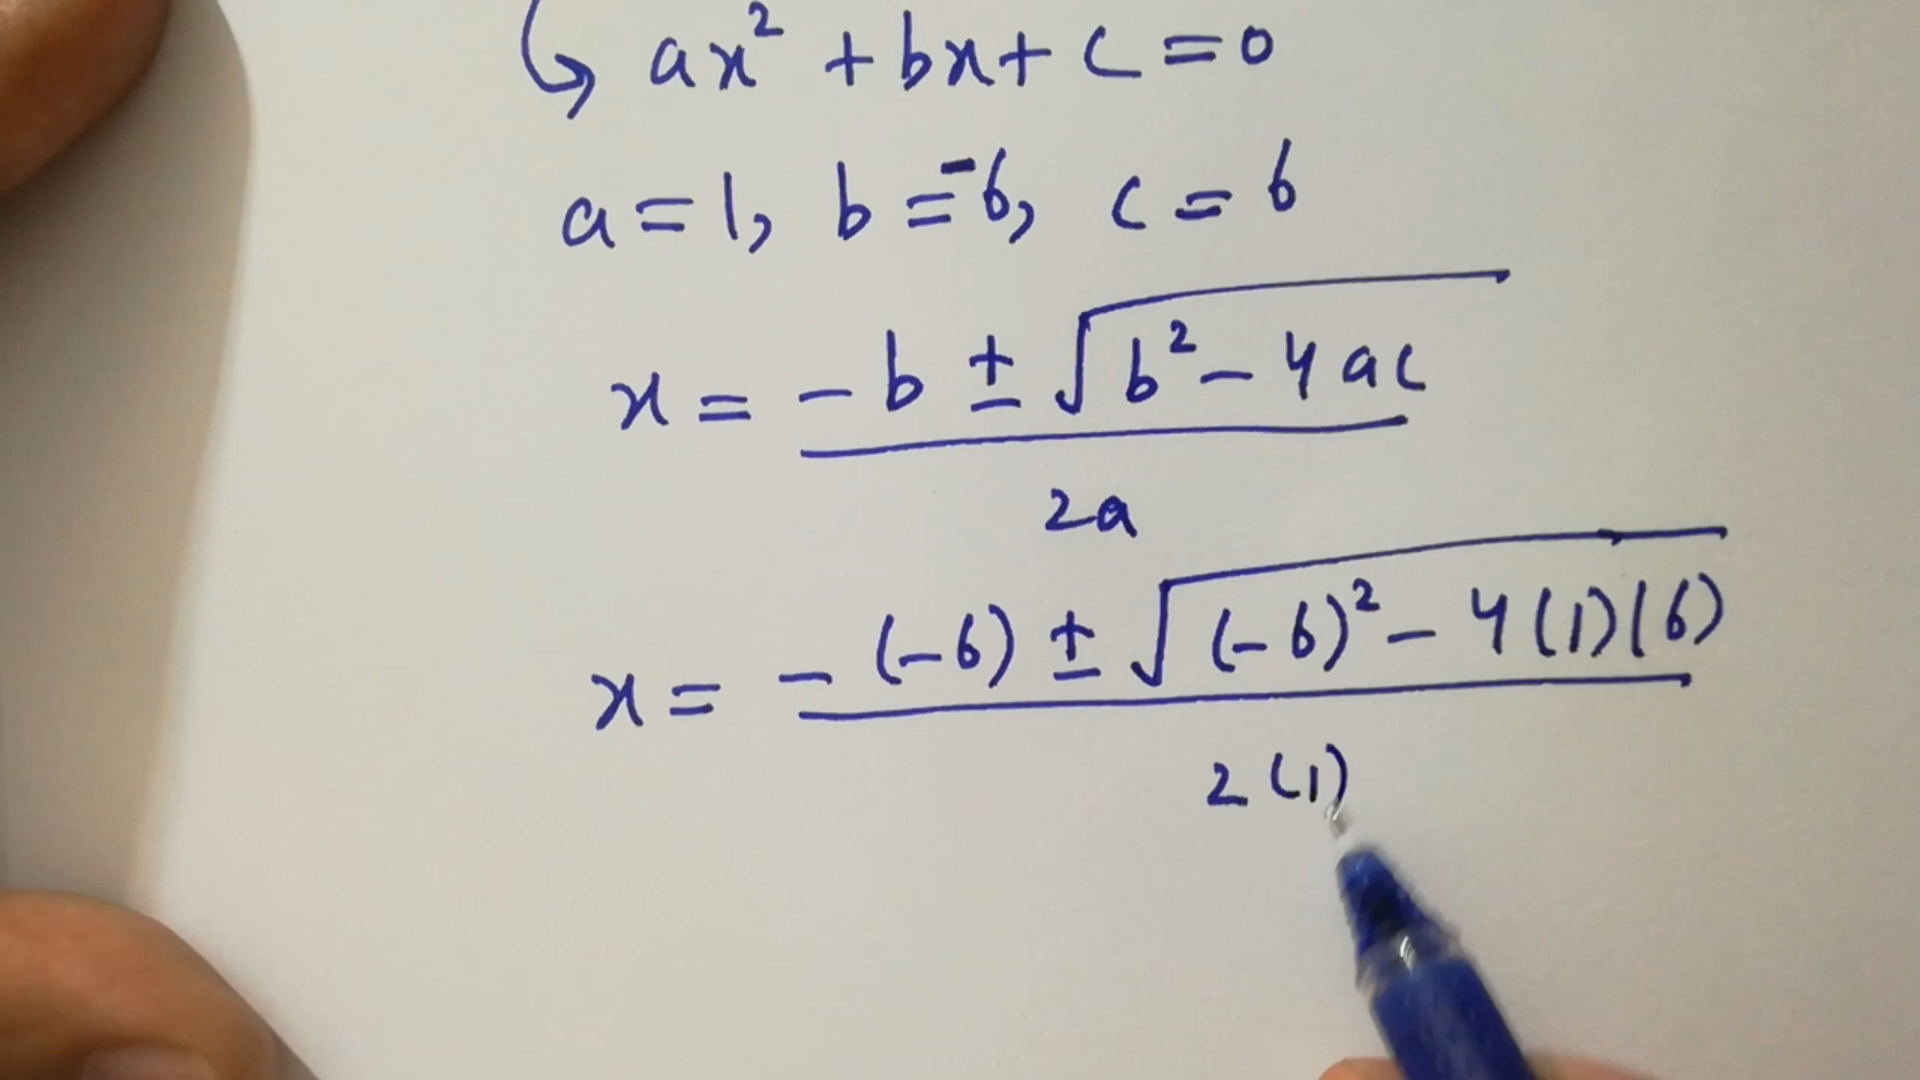 ax² + bx + c = 0
a = 1, b = -6, c = 6
x = -b ± √b² - 4ac
2a
x = -(-6) ± √(-6)² - 4(1)(6)
2(1)